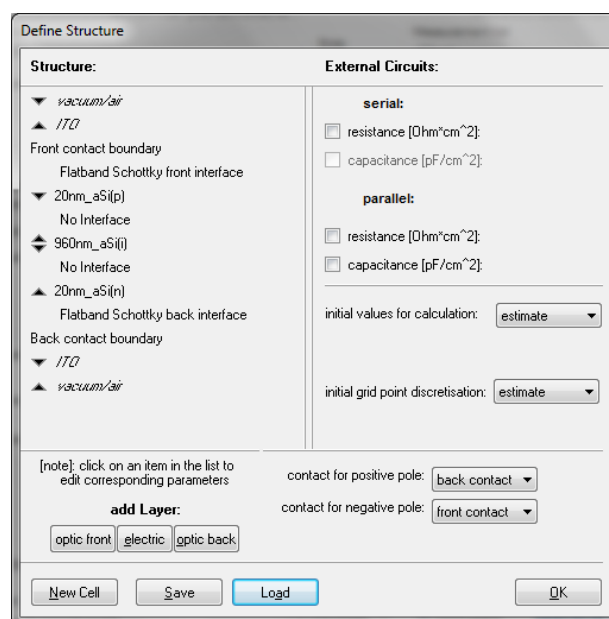 Define Structure
Structure:
vacuum/air
ITO
Front contact boundary
Flatband Schottky front interface
20nm_aSi(p)
No Interface
960nm_aSi(i)
No Interface
20nm_aSi(n)
Flatband Schottky back interface
Back contact boundary
ITO
vacuum/air
[note]: click on an item in the list to
edit corresponding parameters
add Layer:
optic front electric optic back
External Circuits:
serial:
resistance [Ohm*cm^2]:
capacitance [pF/cm^2]:
parallel:
resistance [Ohm*cm^2]:
capacitance [pF/cm^2]:
initial values for calculation: estimate
initial grid point discretisation: estimate
contact for positive pole: back contact
contact for negative pole: front contact
New Cell Save Load OK